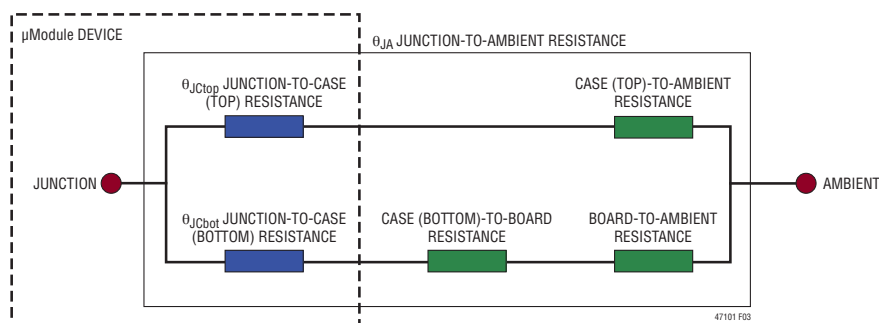 µModule DEVICE
θJA JUNCTION-TO-AMBIENT RESISTANCE
θJCtop JUNCTION-TO-CASE
(TOP) RESISTANCE
CASE (TOP)-TO-AMBIENT
RESISTANCE
JUNCTION
AMBIENT
θJCbot JUNCTION-TO-CASE
(BOTTOM) RESISTANCE
CASE (BOTTOM)-TO-BOARD
RESISTANCE
BOARD-TO-AMBIENT
RESISTANCE
47101 F03